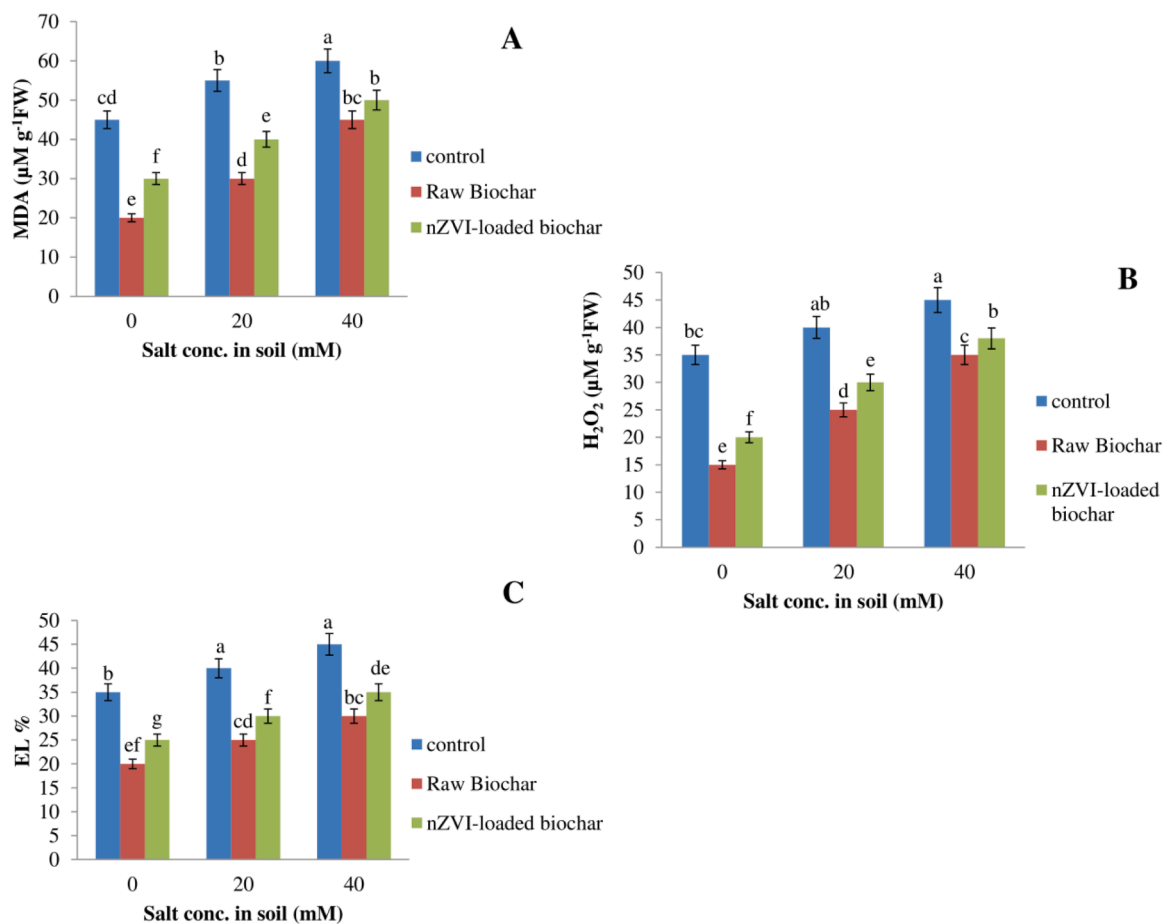 A
MDA (µM g⁻¹FW)
70
60
50
40
30
20
10
0
cd
e
f
b
d
e
a
bc
b
0
20
40
Salt conc. in soil (mM)
control
Raw Biochar
nZVI-loaded biochar
B
H₂O₂ (µM g⁻¹FW)
50
45
40
35
30
25
20
15
10
5
0
bc
e
f
ab
d
e
a
c
b
0
20
40
Salt conc. in soil (mM)
control
Raw Biochar
nZVI-loaded
biochar
C
EL %
50
45
40
35
30
25
20
15
10
5
0
b
ef
g
a
cd
f
a
bc
de
0
20
40
Salt conc. in soil (mM)
control
Raw Biochar
nZVI-loaded biochar